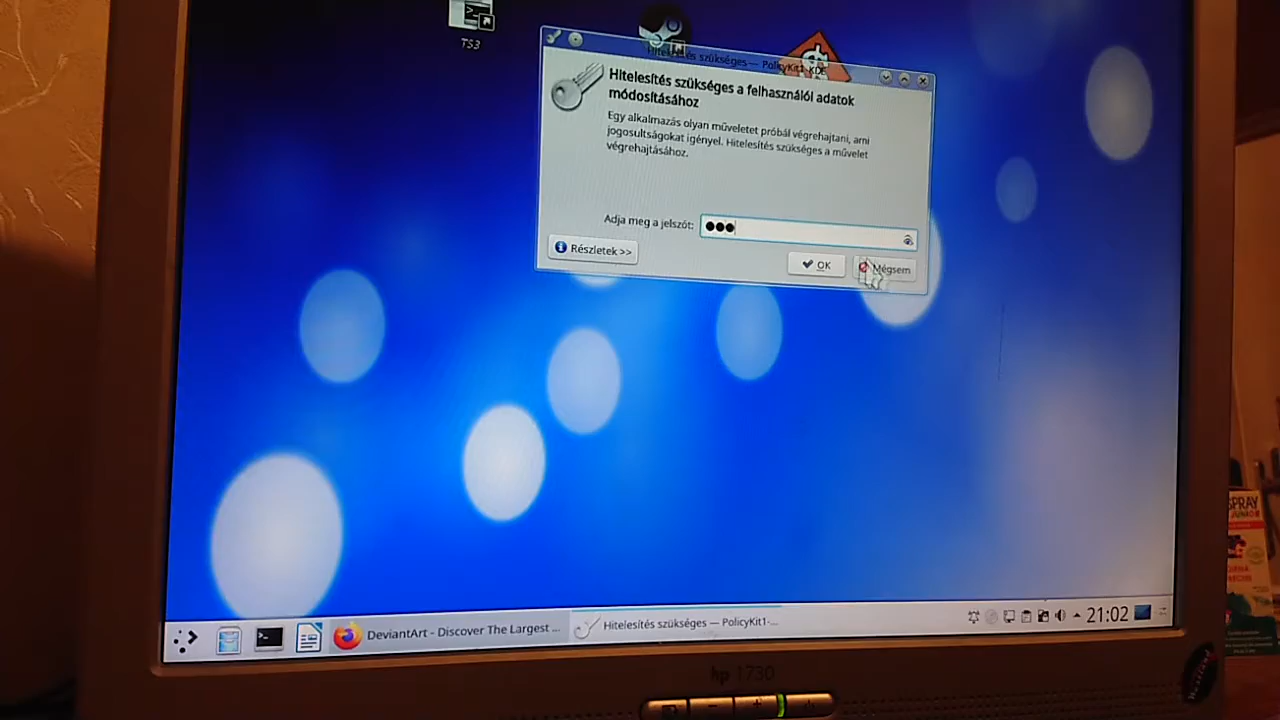 TS3
Hitelesítés szükséges — PolicyKit1-KDE
Hitelesítés szükséges a felhasználói adatok
módosításához
Egy alkalmazás olyan műveletet próbál végrehajtani, ami
jogosultságokat igényel. Hitelesítés szükséges a művelet
végrehajtásához.
Adja meg a jelszót:
Részletek >>
OK
Mégsem
DeviantArt - Discover The Largest ...
Hitelesítés szükséges — PolicyKit1-...
21:02
hp 1730
SPRAY